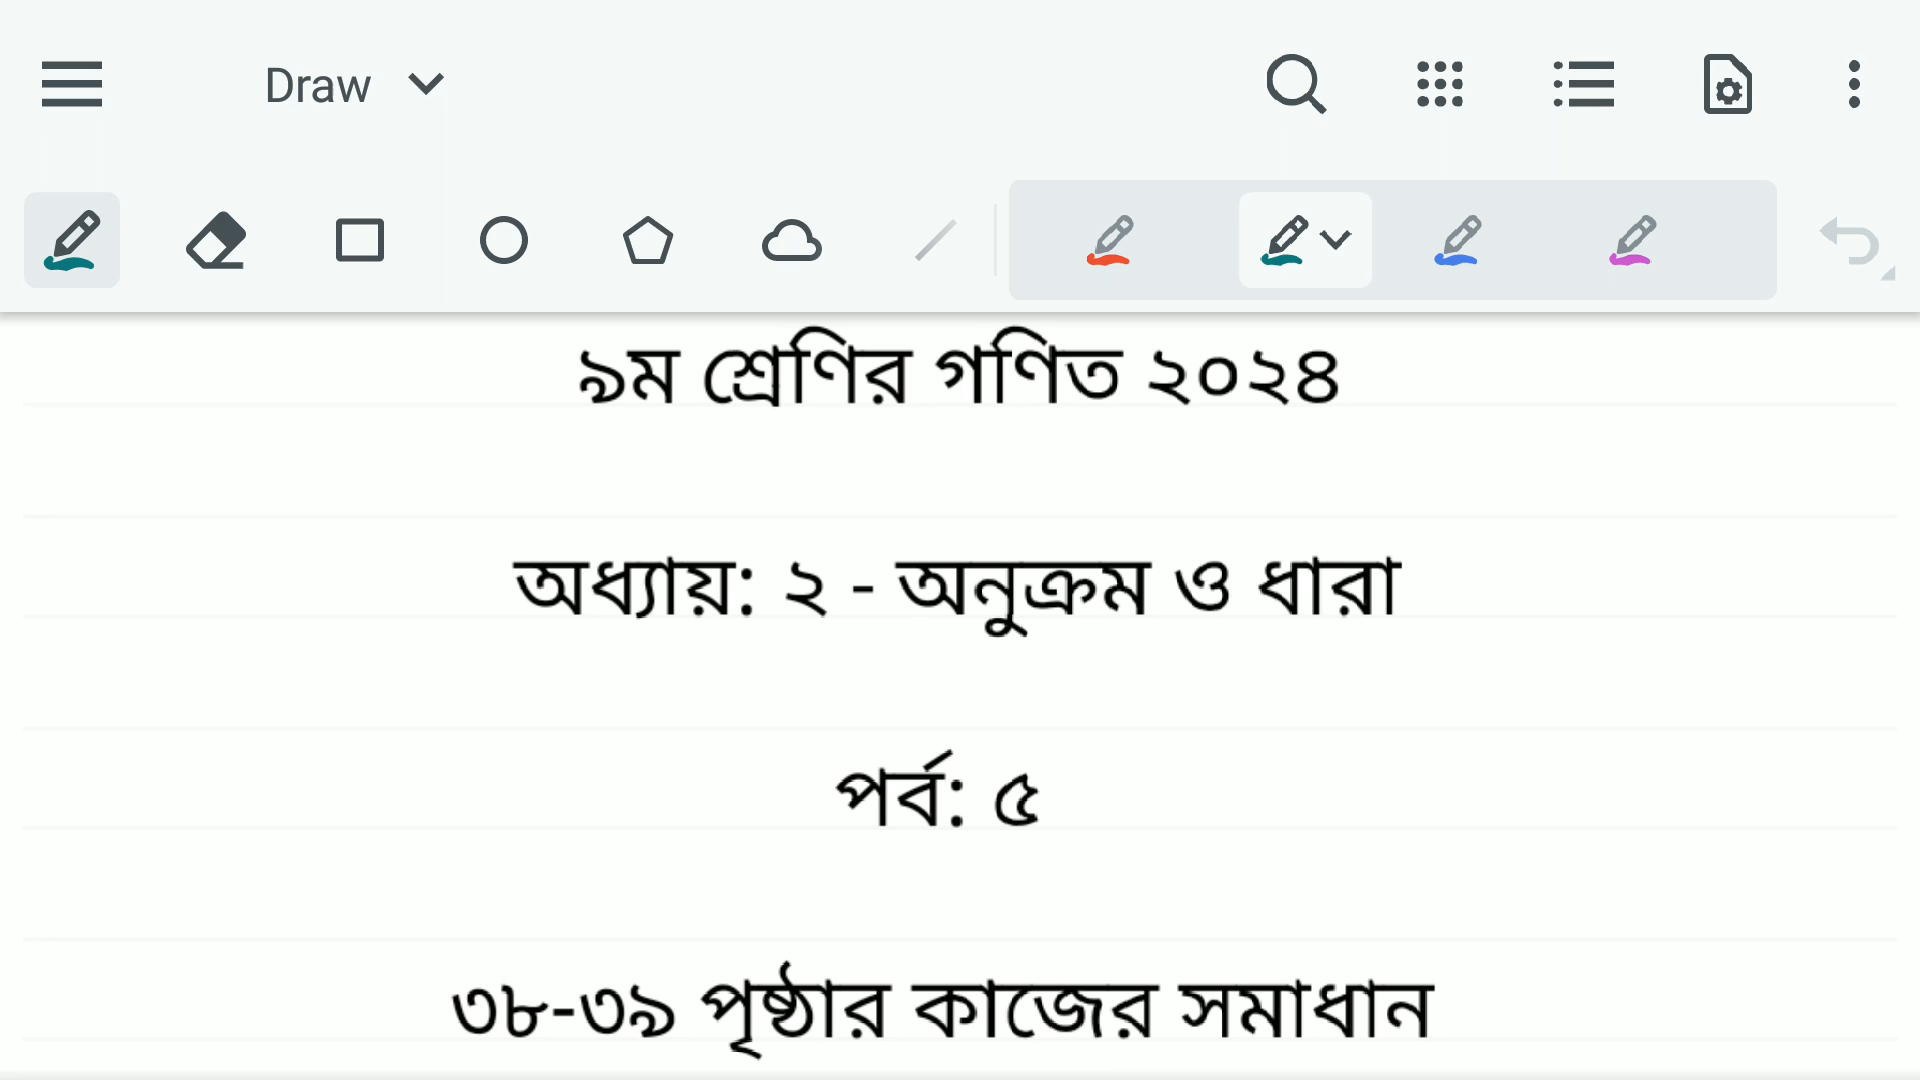 Draw
৯ম শ্রেণির গণিত ২০২৪
অধ্যায়: ২ - অনুক্রম ও ধারা
পর্ব: ৫
৩৮-৩৯ পৃষ্ঠার কাজের সমাধান